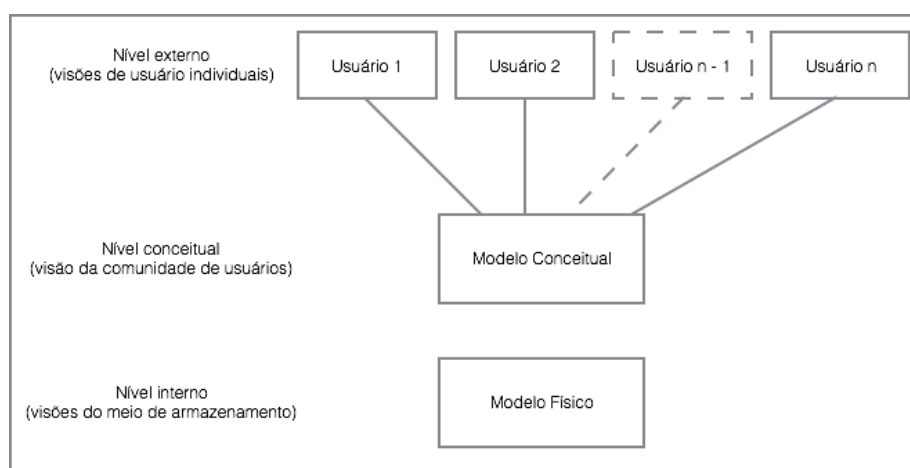 Nível externo
(visões de usuário individuais)
Usuário 1
Usuário 2
Usuário n - 1
Usuário n
Nível conceitual
(visão da comunidade de usuários)
Modelo Conceitual
Nível interno
(visões do meio de armazenamento)
Modelo Físico